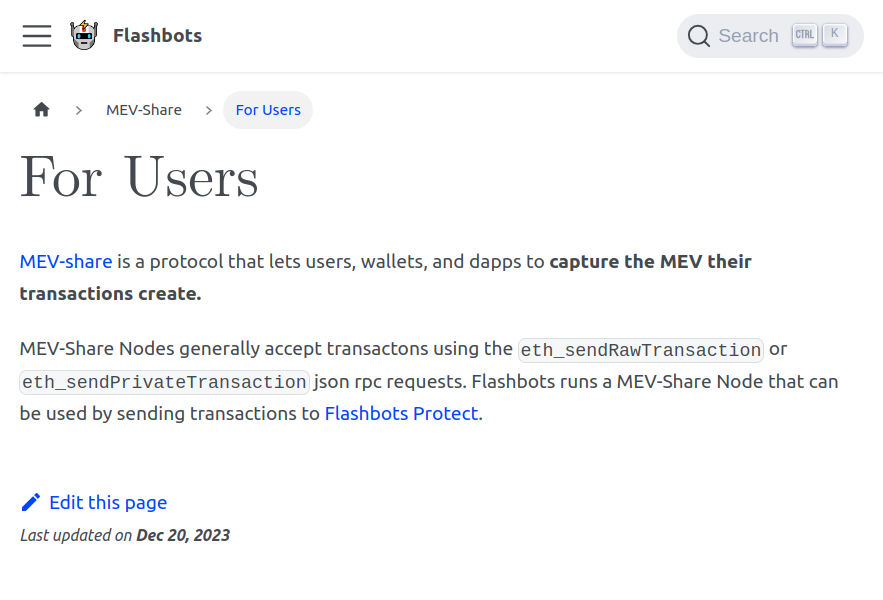 Flashbots
Search CTRL K
MEV-Share
For Users
For Users
MEV-share is a protocol that lets users, wallets, and dapps to capture the MEV their
transactions create.
MEV-Share Nodes generally accept transactons using the eth_sendRawTransaction or
eth_sendPrivateTransaction json rpc requests. Flashbots runs a MEV-Share Node that can
be used by sending transactions to Flashbots Protect.
Edit this page
Last updated on Dec 20, 2023